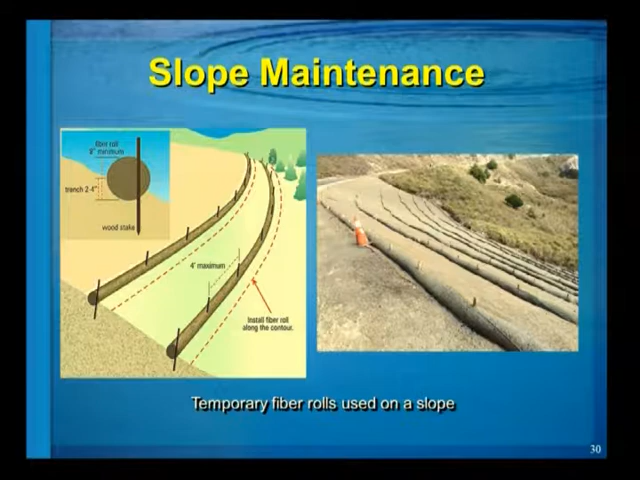 Slope Maintenance
fiber roll
8" minimum
trench 2-4"
wood stake
4' maximum
Install fiber roll
along the contour.
Temporary fiber rolls used on a slope
30